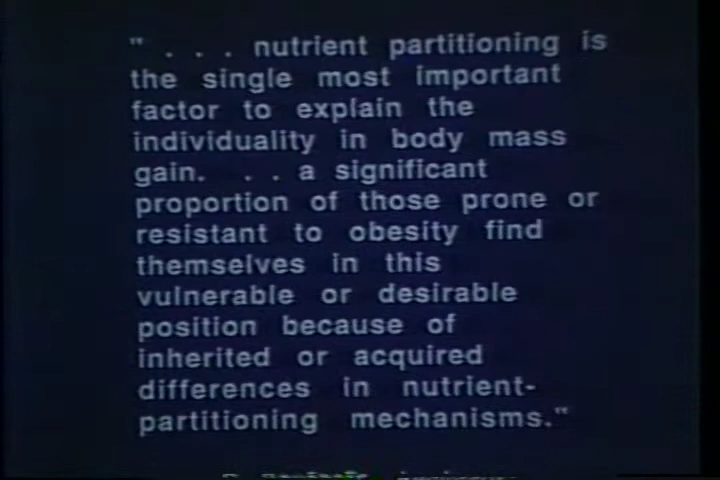 " . . . nutrient partitioning is
the single most important
factor to explain the
individuality in body mass
gain. . . a significant
proportion of those prone or
resistant to obesity find
themselves in this
vulnerable or desirable
position because of
inherited or acquired
differences in nutrient-
partitioning mechanisms."